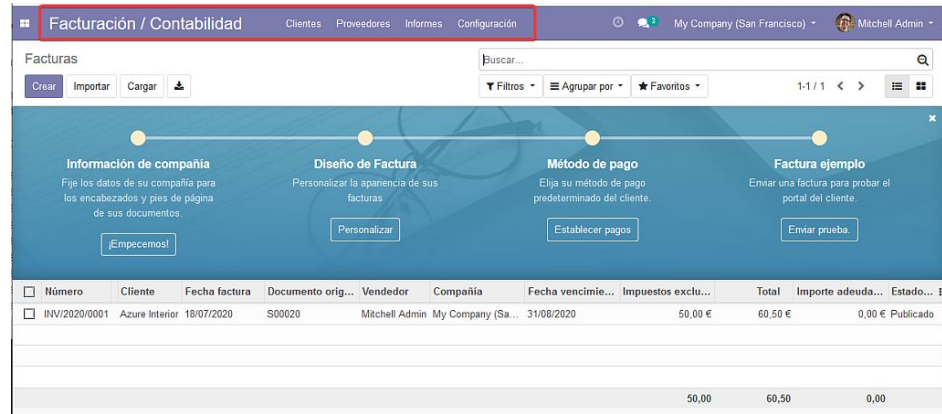 Facturación / Contabilidad Clientes Proveedores Informes Configuración 3 My Company (San Francisco) Mitchell Admin
Facturas Buscar...
Crear Importar Cargar Filtros Agrupar por Favoritos 1-1 / 1
Información de compañía
Fije los datos de su compañía para
los encabezados y pies de página
de sus documentos.
¡Empecemos!
Diseño de Factura
Personalizar la apariencia de sus
facturas
Personalizar
Método de pago
Elija su método de pago
predeterminado del cliente.
Establecer pagos
Factura ejemplo
Enviar una factura para probar el
portal del cliente.
Enviar prueba.
Número Cliente Fecha factura Documento orig... Vendedor Compañía Fecha vencimie... Impuestos exclu... Total Importe adeuda... Estado...
INV/2020/0001 Azure Interior 18/07/2020 S00020 Mitchell Admin My Company (Sa... 31/08/2020 50,00 € 60,50 € 0,00 € Publicado
50,00 60,50 0,00